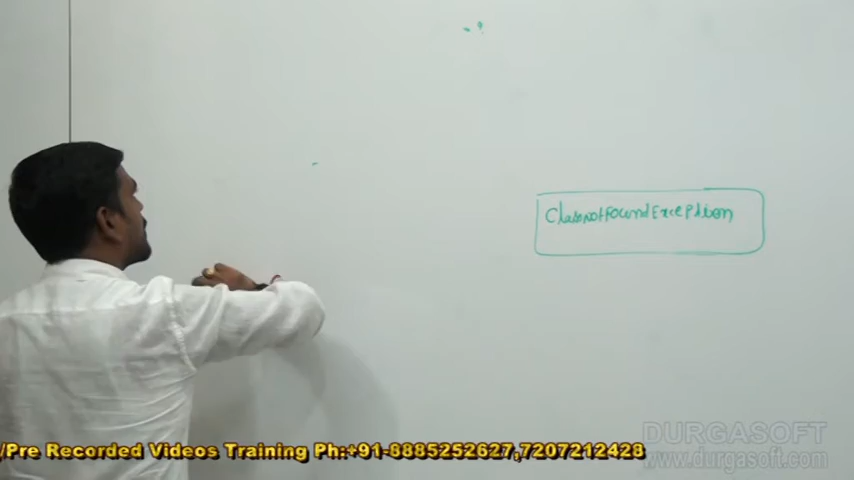 ClassNotFoundException
/Pre Recorded Videos Training Ph:+91-8885252627,7207212428
DURGASOFT
www.durgasoft.com